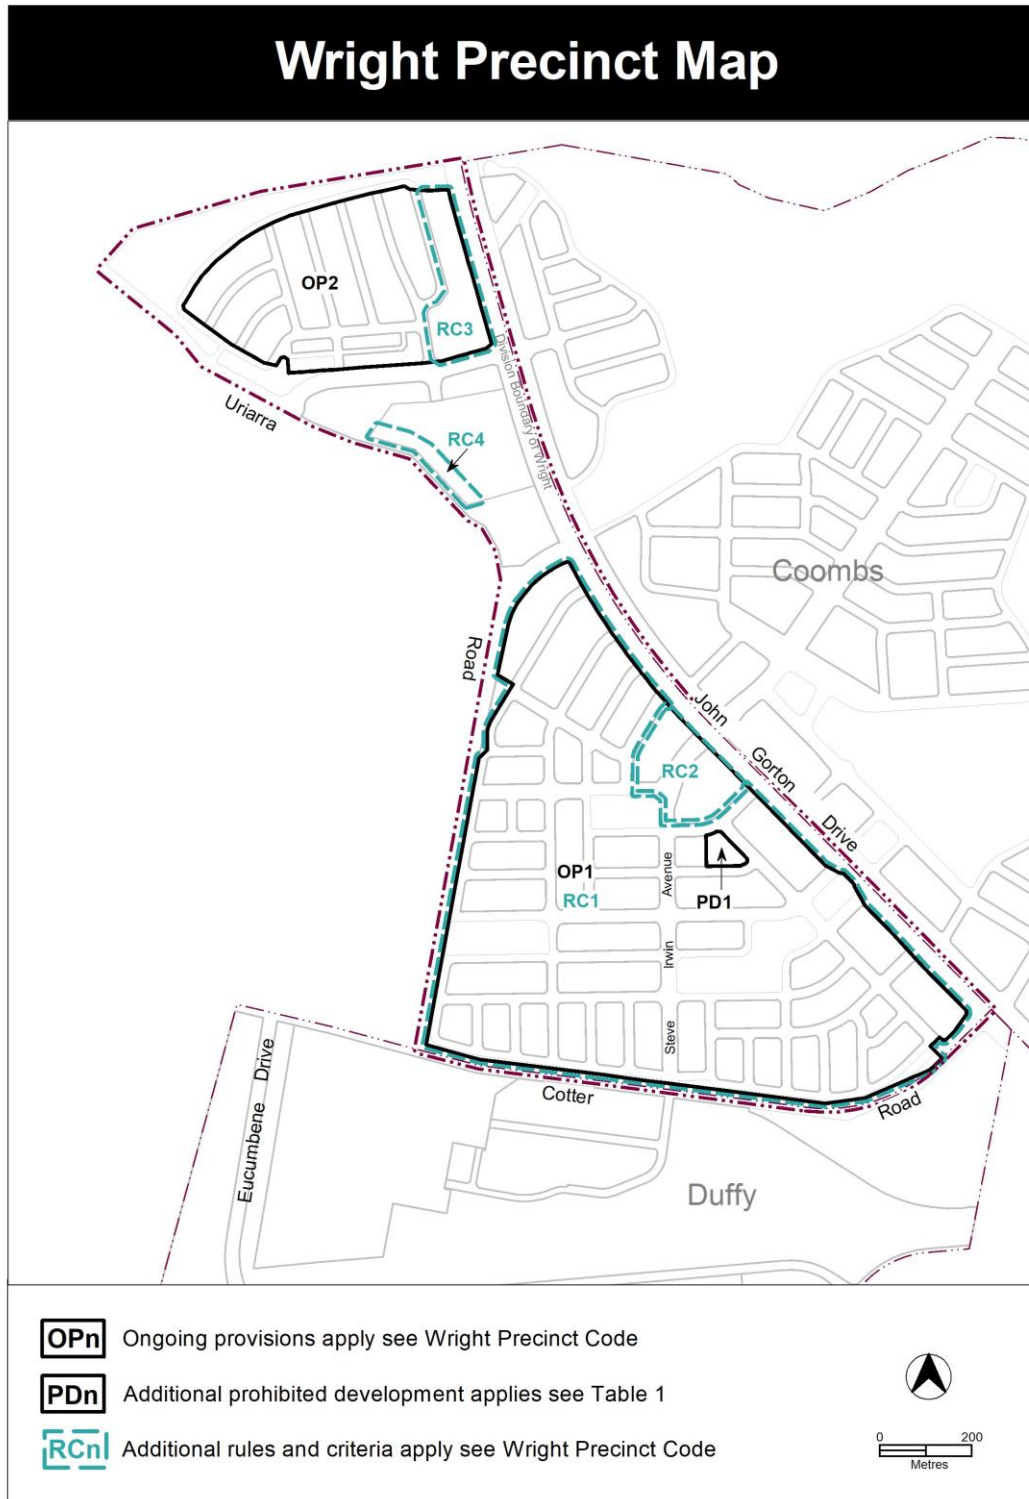 Wright Precinct Map
OP2
RC3
Division Boundary of Wright
Uriarra
RC4
Coombs
Road
John
Gorton
Drive
RC2
OP1
RC1
Avenue
PD1
Irwin
Steve
Eucumbene Drive
Cotter
Road
Duffy
OPn Ongoing provisions apply see Wright Precinct Code
PDn Additional prohibited development applies see Table 1
RCn Additional rules and criteria apply see Wright Precinct Code
0 200
Metres